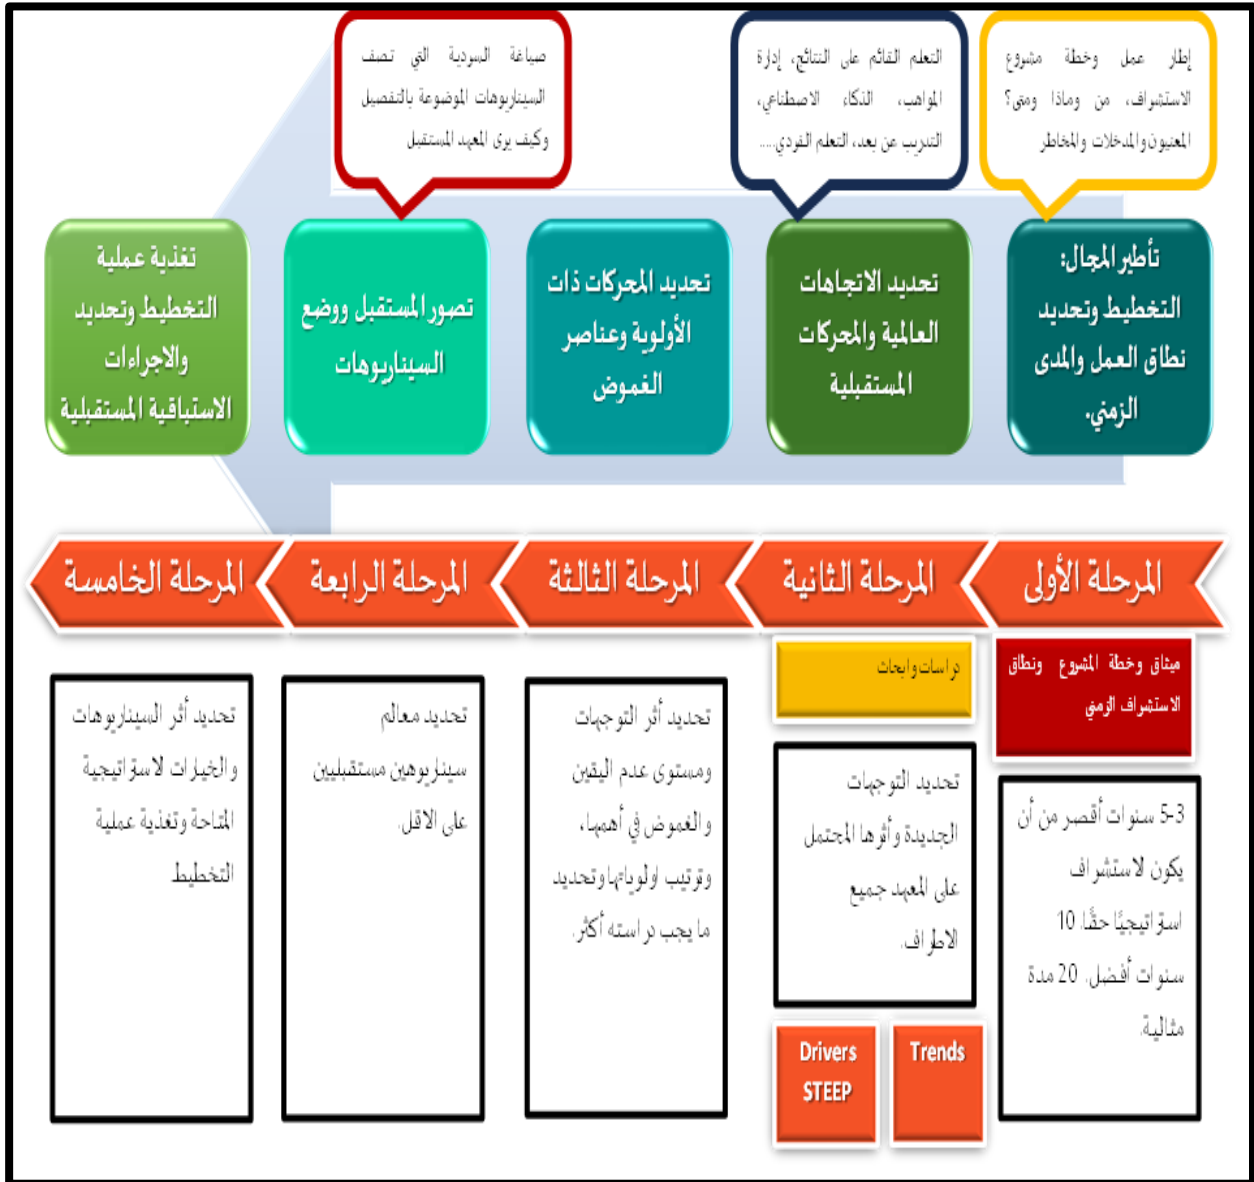 إطار عمل وخطة مشروع
الاستشراف، من وماذا ومتى؟
المعنيون والمدخلات والمخاطر
التعلم القائم على النتائج، إدارة
المواهب، الذكاء الاصطناعي،
التدريب عن بعد، التعلم الفردي.....
صياغة السردية التي تصف
السيناريوهات الموضوعة بالتفصيل
وكيف يرى المعهد المستقبل
تأطير المجال:
التخطيط وتحديد
نطاق العمل والمدى
الزمني.
تحديد الاتجاهات
العالمية والمحركات
المستقبلية
تحديد المحركات ذات
الأولوية وعناصر
الغموض
تصور المستقبل ووضع
السيناريوهات
تغذية عملية
التخطيط وتحديد
والاجراءات
الاستباقية المستقبلية
المرحلة الأولى
المرحلة الثانية
المرحلة الثالثة
المرحلة الرابعة
المرحلة الخامسة
ميثاق وخطة المشروع ونطاق
الاستشراف الزمني
3-5 سنوات أقصر من أن
يكون لاستشراف
استراتيجيًا حقًا. 10
سنوات أفضل. 20 مدة
مثالية.
دراسات وابحاث
تحديد التوجهات
الجديدة وأثرها المحتمل
على المعهد جميع
الاطراف.
Trends
Drivers
STEEP
تحديد أثر التوجهات
ومستوى عدم اليقين
والغموض في أهمها،
وترتيب اولوياتها وتحديد
ما يجب دراسته أكثر.
تحديد معالم
سيناريوهين مستقبليين
على الاقل.
تحديد أثر السيناريوهات
والخيارات لاستراتيجية
المتاحة وتغذية عملية
التخطيط